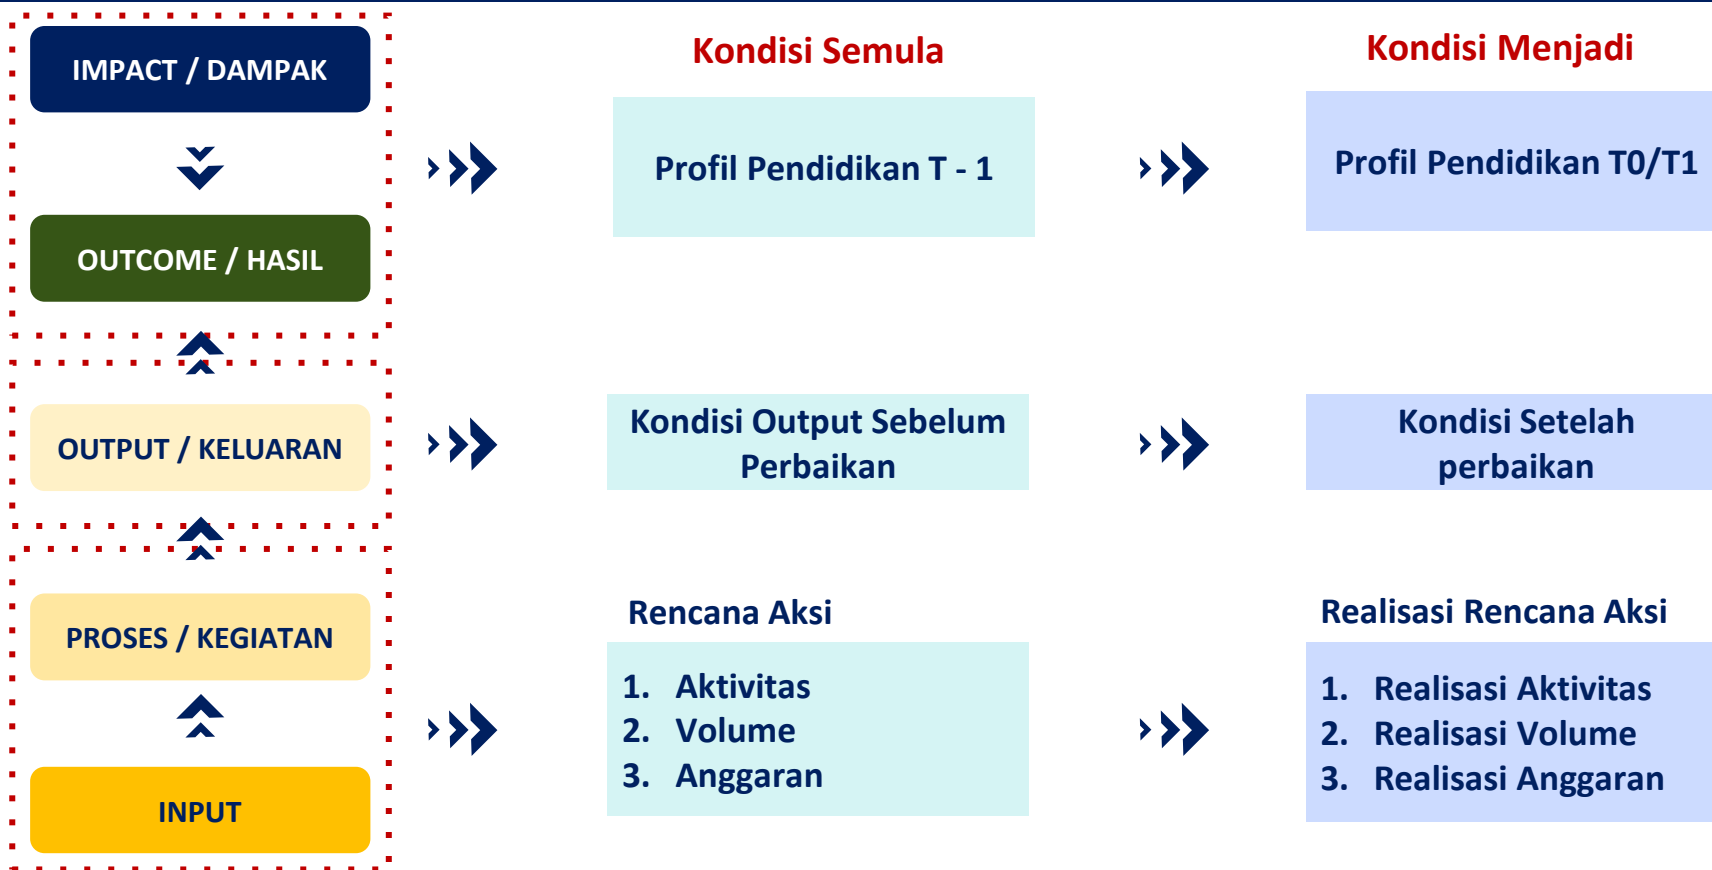 IMPACT / DAMPAK
OUTCOME / HASIL
OUTPUT / KELUARAN
PROSES / KEGIATAN
INPUT
Kondisi Semula
Profil Pendidikan T - 1
Kondisi Output Sebelum
Perbaikan
Rencana Aksi
1. Aktivitas
2. Volume
3. Anggaran
Kondisi Menjadi
Profil Pendidikan T0/T1
Kondisi Setelah
perbaikan
Realisasi Rencana Aksi
1. Realisasi Aktivitas
2. Realisasi Volume
3. Realisasi Anggaran